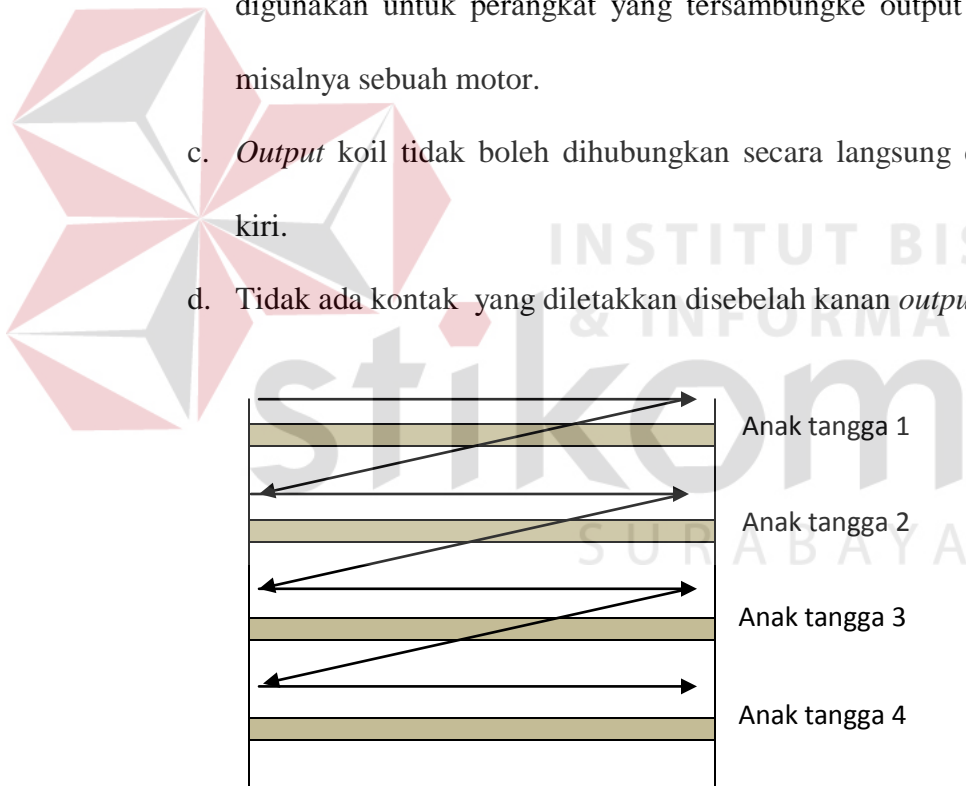 digunakan untuk perangkat yang tersambungke output
misalnya sebuah motor.
c. Output koil tidak boleh dihubungkan secara langsung
kiri.
INSTITUT BIS
d. Tidak ada kontak yang diletakkan disebelah kanan outpu
& INFORMA
stikom
SURABAYA
Anak tangga 1
Anak tangga 2
Anak tangga 3
Anak tangga 4